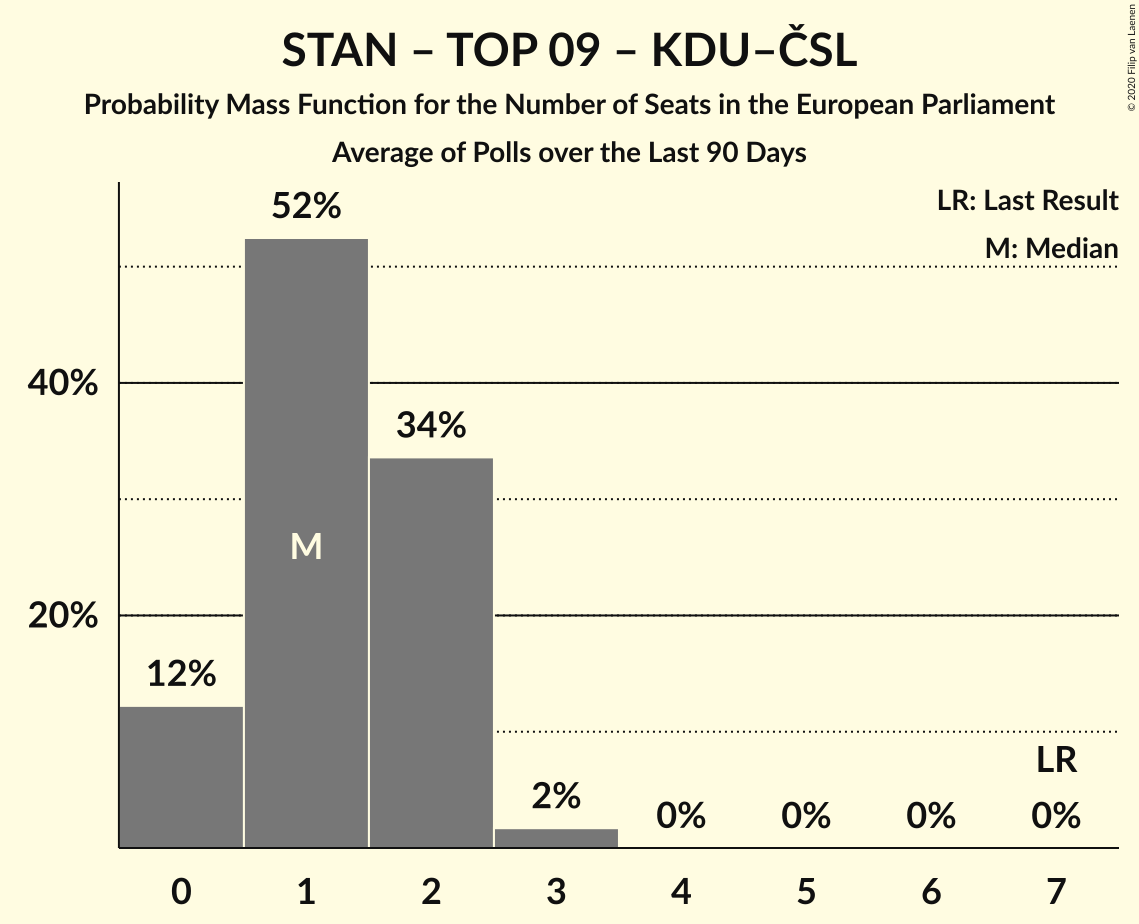 STAN – TOP 09 – KDU–ČSL
Probability Mass Function for the Number of Seats in the European Parliament
Average of Polls over the Last 90 Days
© 2020 Filip van Laenen
LR: Last Result
M: Median
52%
40%
34%
M
20%
12%
LR
2%
0%
0%
0%
0%
0
1
2
3
4
5
6
7